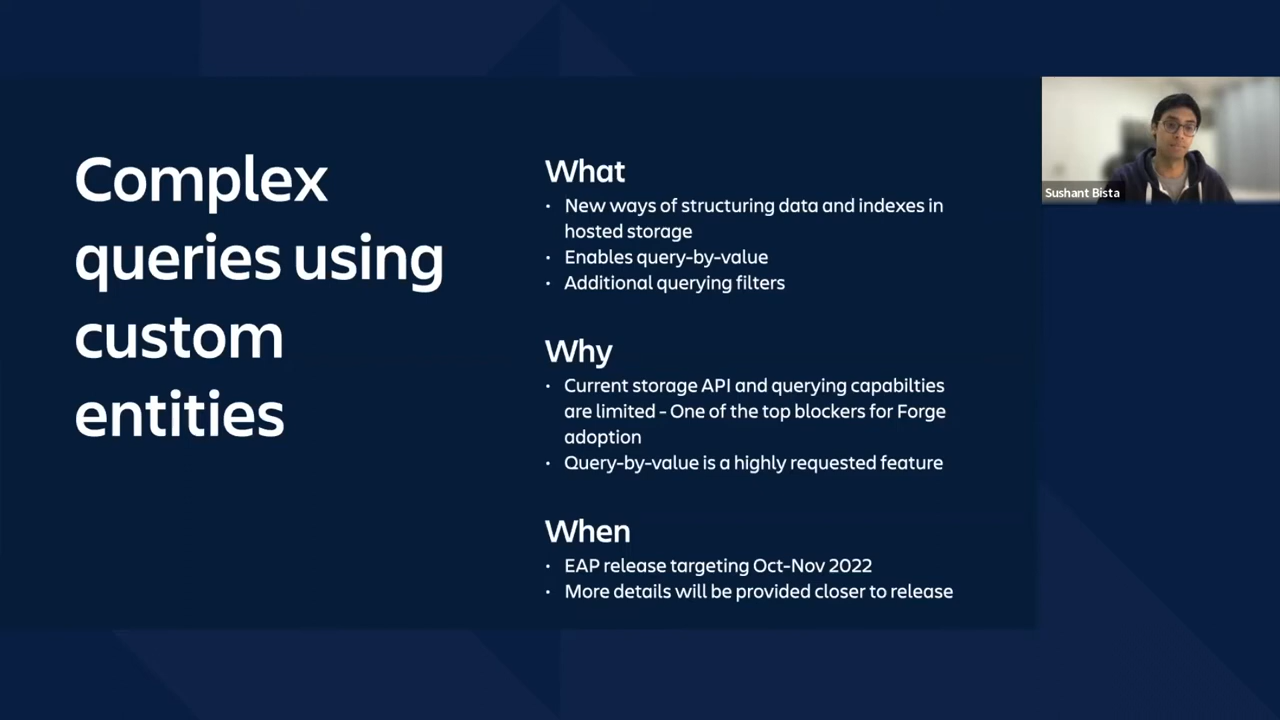 Complex
queries using
custom
entities
What
• New ways of structuring data and indexes in
hosted storage
• Enables query-by-value
• Additional querying filters
Why
• Current storage API and querying capabilties
are limited - One of the top blockers for Forge
adoption
• Query-by-value is a highly requested feature
When
• EAP release targeting Oct-Nov 2022
• More details will be provided closer to release
Sushant Bista